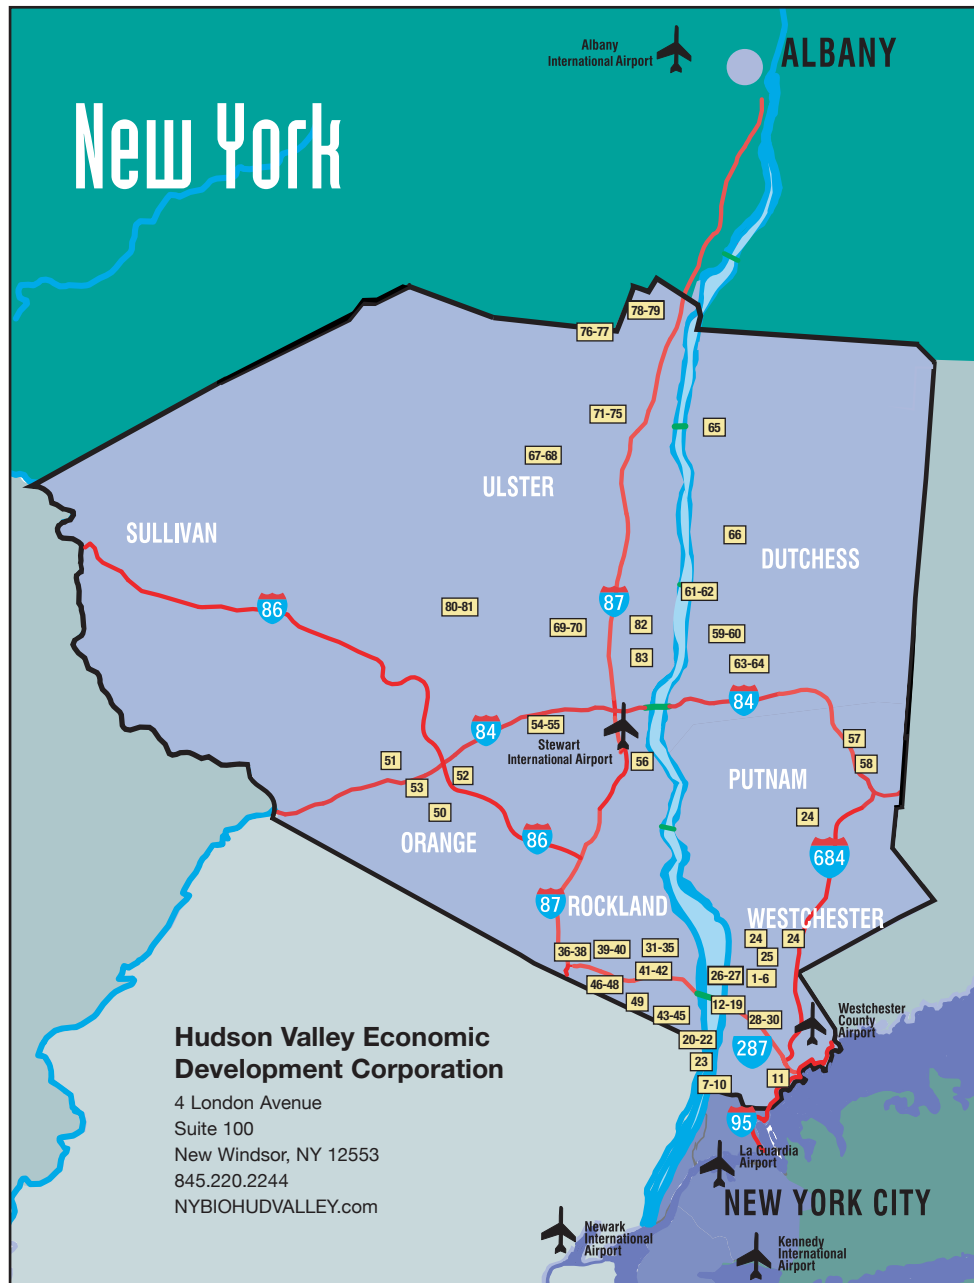 Albany
International Airport
ALBANY
New York
78-79
76-77
71-75
65
67-68
ULSTER
SULLIVAN
66
DUTCHESS
61-62
87
86
80-81
82
69-70
59-60
83
63-64
84
54-55
84
57
Stewart
International Airport
51
56
58
52
PUTNAM
53
50
24
ORANGE
86
684
87
ROCKLAND
WESTCHESTER
24
24
31-35
39-40
36-38
25
41-42
26-27
1-6
46-48
49
12-19
43-45
28-30
Westchester
County
Airport
20-22
287
23
11
7-10
Hudson Valley Economic
Development Corporation
4 London Avenue
Suite 100
New Windsor, NY 12553
845.220.2244
NYBIOHUDVALLEY.com
95
La Guardia
Airport
NEW YORK CITY
Newark
International
Airport
Kennedy
International
Airport